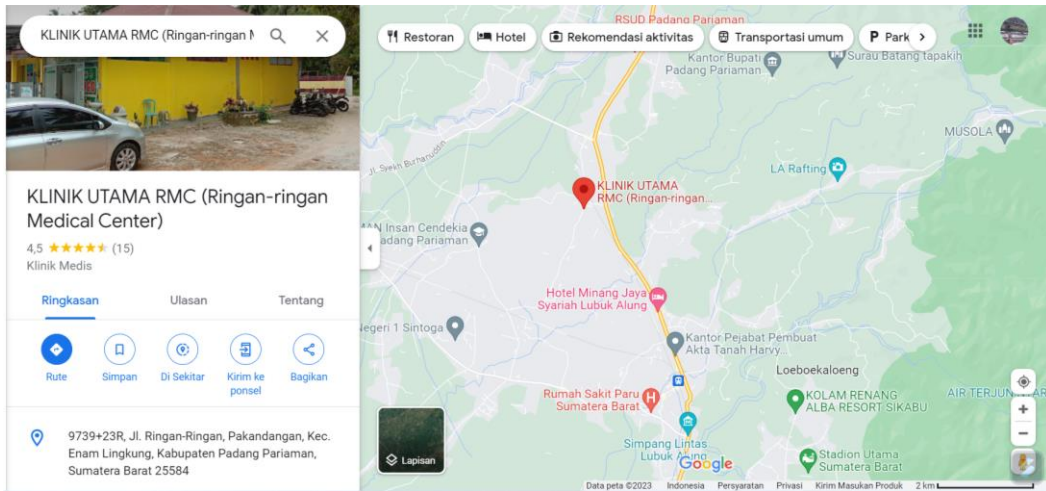 KLINIK UTAMA RMC (Ringan-ringan M
KLINIK UTAMA RMC (Ringan-ringan
Medical Center)
4,5 (15)
Klinik Medis
Ringkasan
Ulasan
Tentang
Rute
Simpan
Di Sekitar
Kirim ke
ponsel
Bagikan
9739+23R, Jl. Ringan-Ringan, Pakandangan, Kec.
Enam Lingkung, Kabupaten Padang Pariaman,
Sumatera Barat 25584
Restoran
Hotel
Rekomendasi aktivitas
Transportasi umum
P Park
RSUD Padang Pariaman
Kantor Bupati
Padang Pariaman
Surau Batang tapakih
MUSOLA
Jl. Syekh Burhanuddin
LA Rafting
KLINIK UTAMA
RMC (Ringan-ringan...
MAN Insan Cendekia
Padang Pariaman
Hotel Minang Jaya
Syariah Lubuk Alung
Negeri 1 Sintoga
Kantor Pejabat Pembuat
Akta Tanah Harvy...
Loeboekaloeng
Rumah Sakit Paru
Sumatera Barat
H
KOLAM RENANG
ALBA RESORT SIKABU
AIR TERJUN
Simpang Lintas
Lubuk Alung
Stadion Utama
Sumatera Barat
Lapisan
Google
Data peta ©2023
Indonesia
Persyaratan
Privasi
Kirim Masukan Produk
2 km